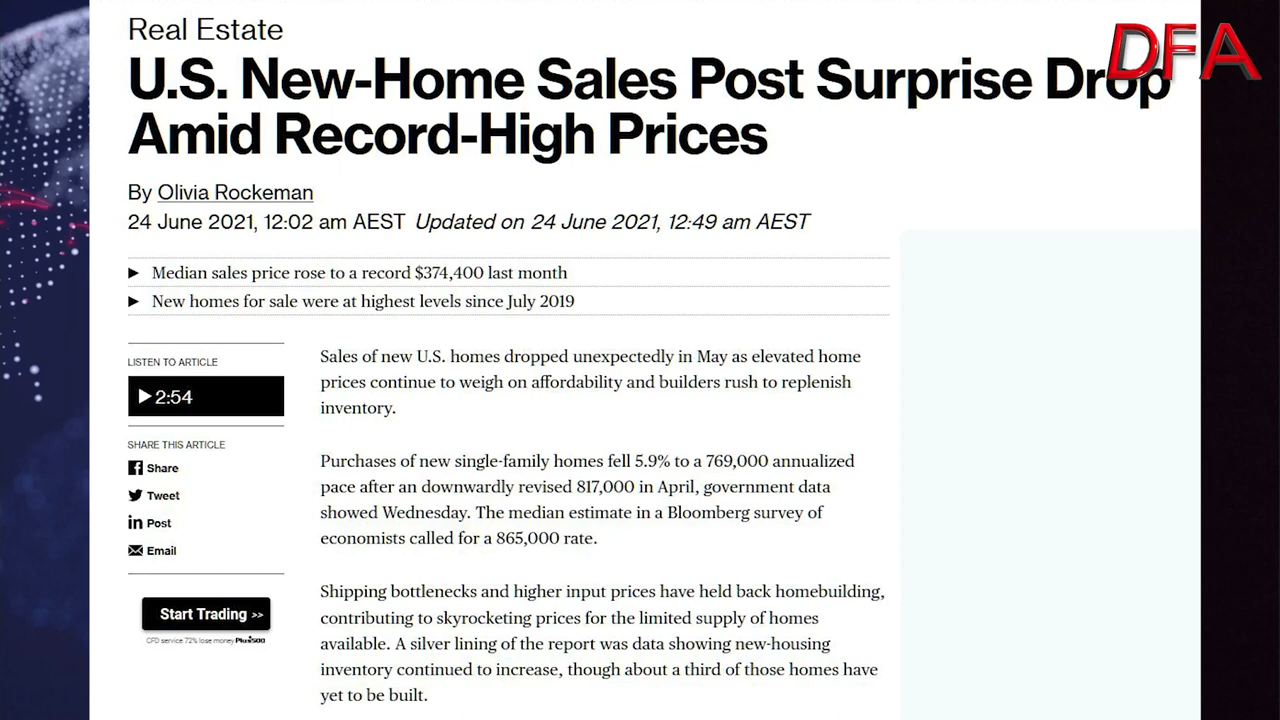 Real Estate
DFA
U.S. New-Home Sales Post Surprise Drop
Amid Record-High Prices
By Olivia Rockeman
24 June 2021, 12:02 am AEST Updated on 24 June 2021, 12:49 am AEST
► Median sales price rose to a record $374,400 last month
► New homes for sale were at highest levels since July 2019
LISTEN TO ARTICLE
2:54
SHARE THIS ARTICLE
Share
Tweet
in Post
Email
Start Trading >>
CFD service 72% lose money Plus500
Sales of new U.S. homes dropped unexpectedly in May as elevated home
prices continue to weigh on affordability and builders rush to replenish
inventory.
Purchases of new single-family homes fell 5.9% to a 769,000 annualized
pace after an downwardly revised 817,000 in April, government data
showed Wednesday. The median estimate in a Bloomberg survey of
economists called for a 865,000 rate.
Shipping bottlenecks and higher input prices have held back homebuilding,
contributing to skyrocketing prices for the limited supply of homes
available. A silver lining of the report was data showing new-housing
inventory continued to increase, though about a third of those homes have
yet to be built.